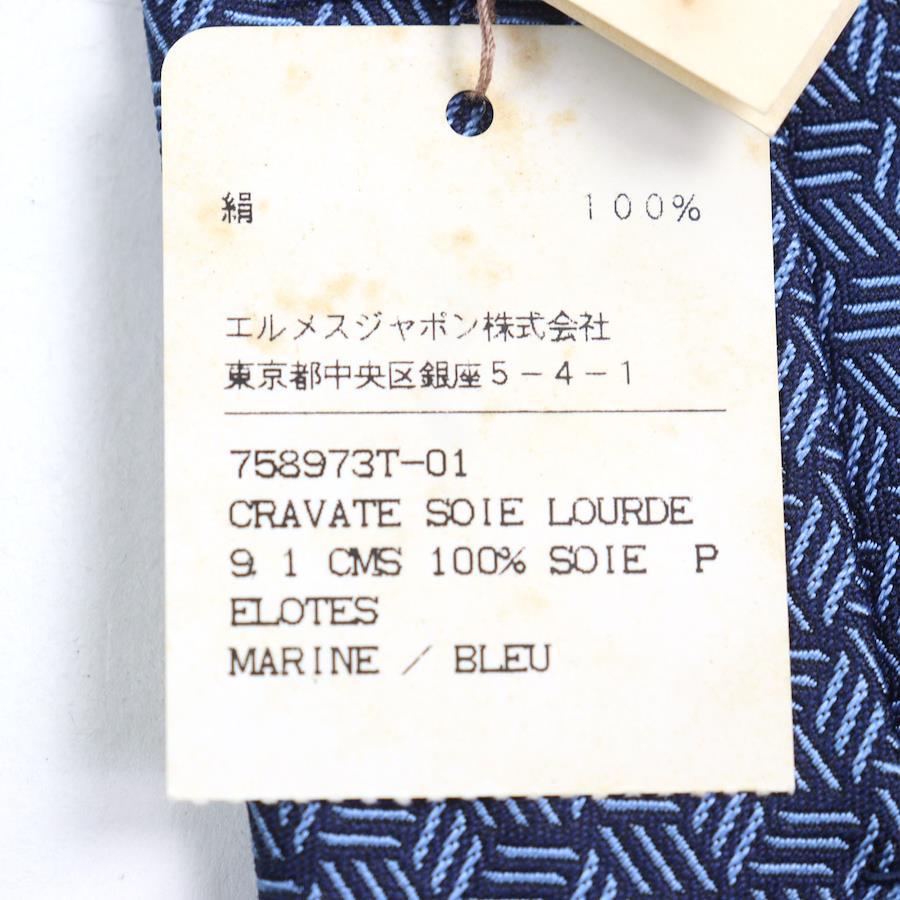 絹 100%
エルメスジャポン株式会社
東京都中央区銀座5-4-1
758973T-01
CRAVATE SOIE LOURDE
9.1 CMS 100% SOIE P
ELOTES
MARINE / BLEU